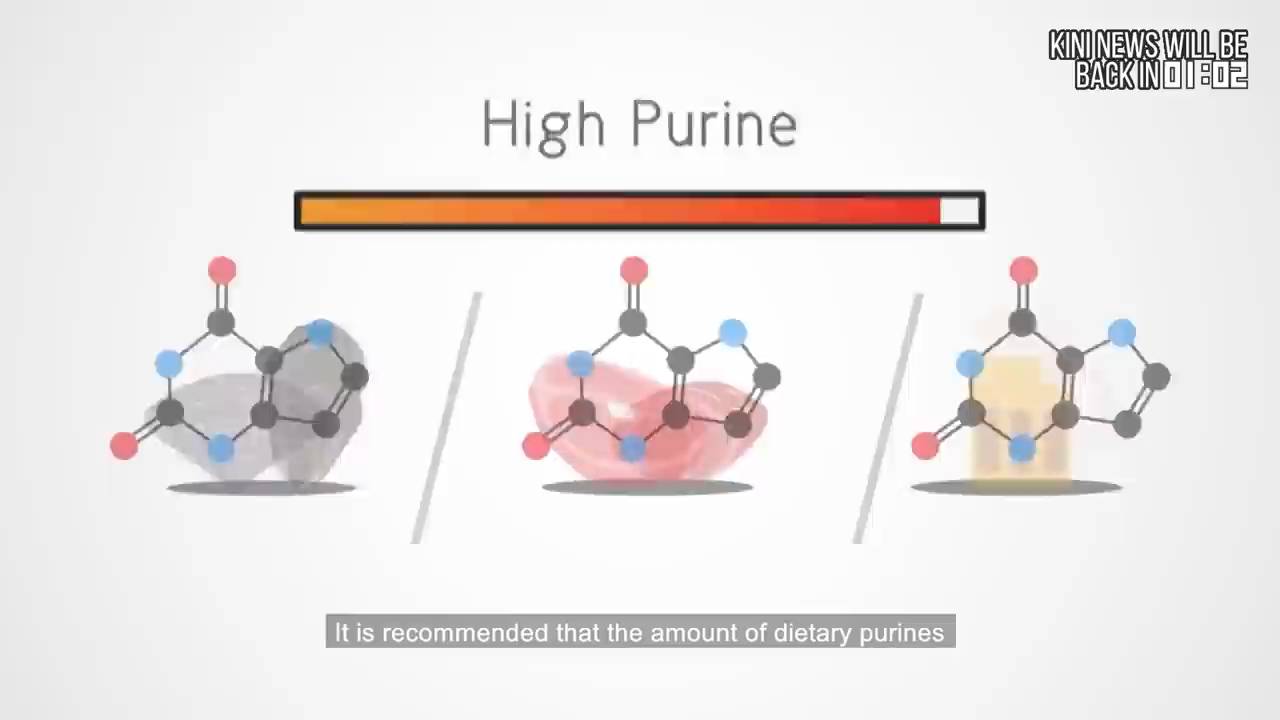 KINI NEWS WILL BE
BACK IN 01:02
High Purine
It is recommended that the amount of dietary purines